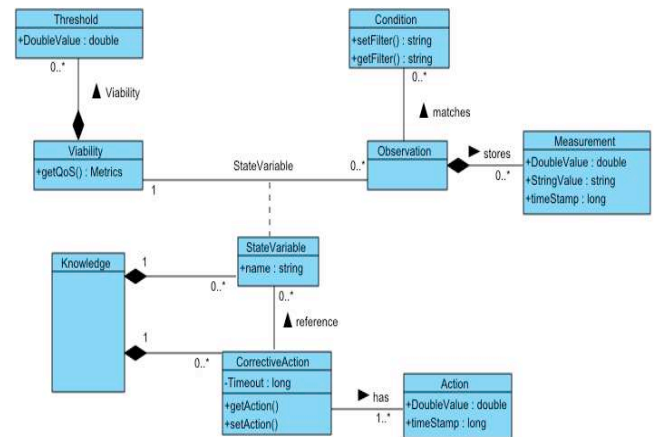 Threshold
+DoubleValue : double
0..*
Viability
Viability
+getQoS() : Metrics
1
StateVariable
0..*
Condition
+setFilter() : string
+getFilter() : string
0..*
matches
Observation
stores
0..*
Measurement
+DoubleValue : double
+StringValue : string
+timeStamp : long
Knowledge
1
0..*
StateVariable
+name : string
0..*
reference
1
0..*
CorrectiveAction
-Timeout : long
+getAction()
+setAction()
has
1..*
Action
+DoubleValue : double
+timeStamp : long